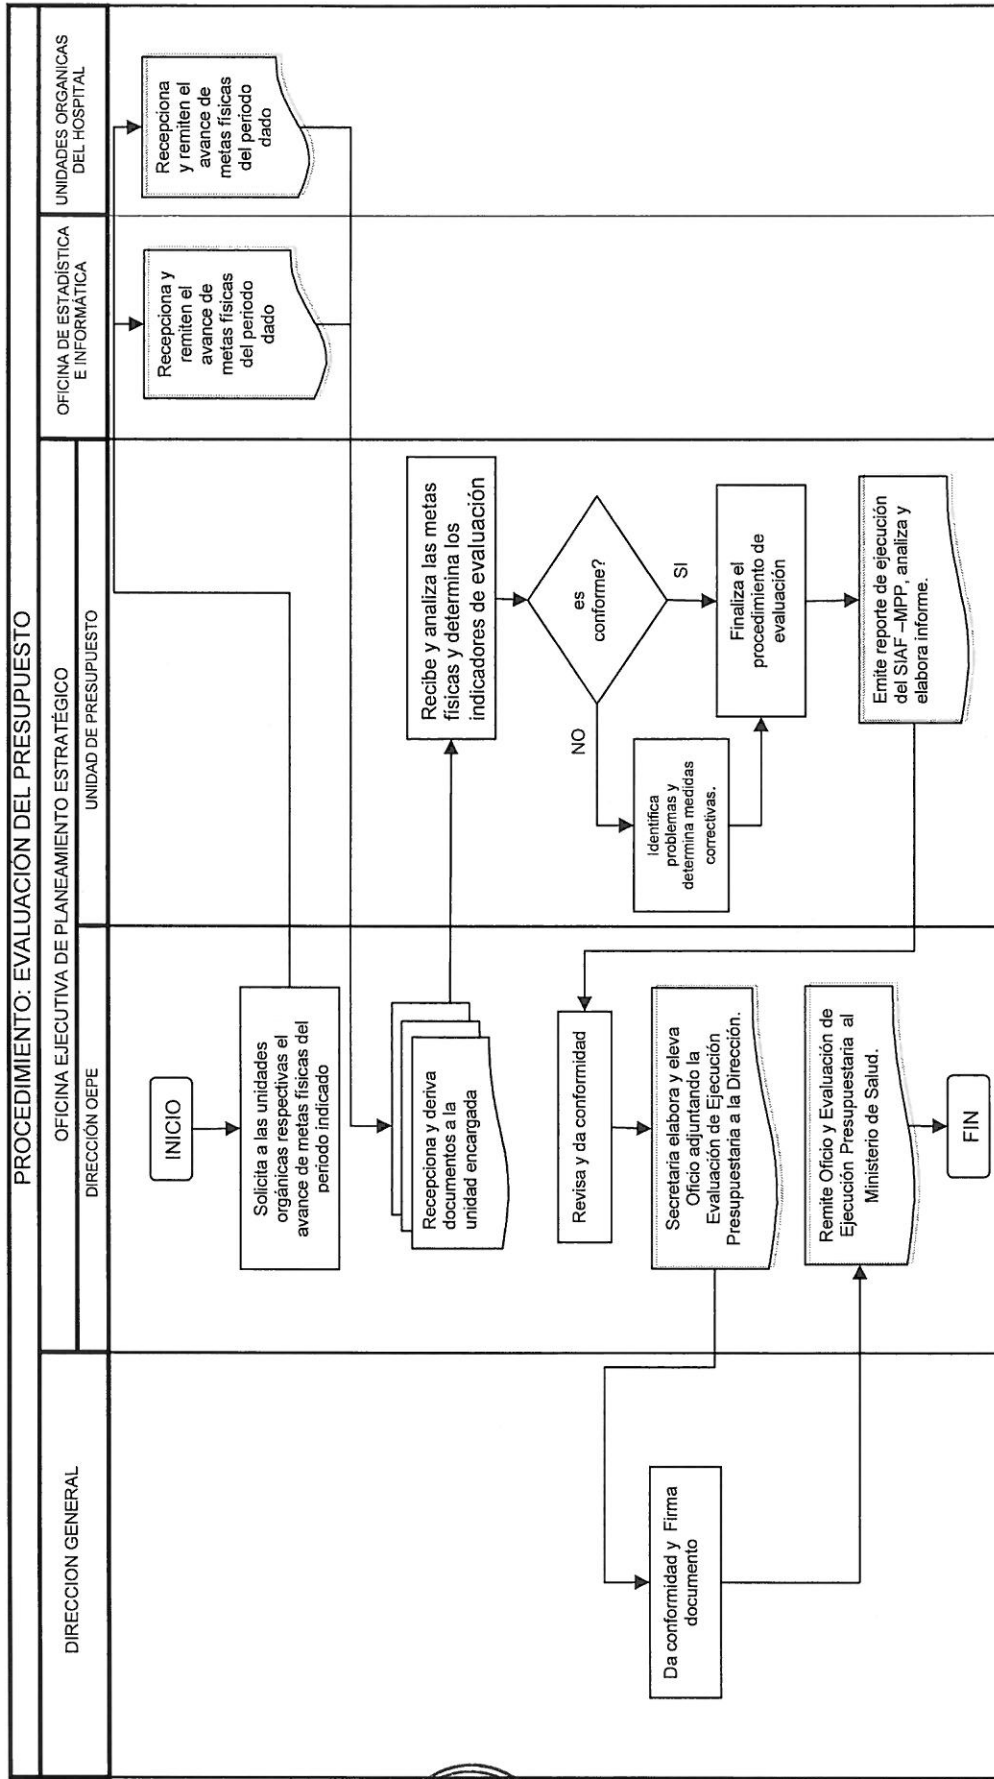 PROCEDIMIENTO: EVALUACIÓN DEL PRESUPUESTO
DIRECCION GENERAL
OFICINA EJECUTIVA DE PLANEAMIENTO ESTRATÉGICO
DIRECCIÓN OEPE
UNIDAD DE PRESUPUESTO
OFICINA DE ESTADÍSTICA
E INFORMÁTICA
UNIDADES ORGANICAS
DEL HOSPITAL
INICIO
Solicita a las unidades
orgánicas respectivas el
avance de metas físicas del
periodo indicado
Recepciona y
remiten el
avance de
metas físicas
del periodo
dado
Recepciona
y remiten el
avance de
metas físicas
del periodo
dado
Recepciona y deriva
documentos a la
unidad encargada
Recibe y analiza las metas
físicas y determina los
indicadores de evaluación
es
conforme?
NO
SI
Identifica
problemas y
determina medidas
correctivas.
Finaliza el
procedimiento de
evaluación
Emite reporte de ejecución
del SIAF –MPP, analiza y
elabora informe.
Revisa y da conformidad
Secretaria elabora y eleva
Oficio adjuntando la
Evaluación de Ejecución
Presupuestaria a la Dirección.
Da conformidad y Firma
documento
Remite Oficio y Evaluación de
Ejecución Presupuestaria al
Ministerio de Salud.
FIN